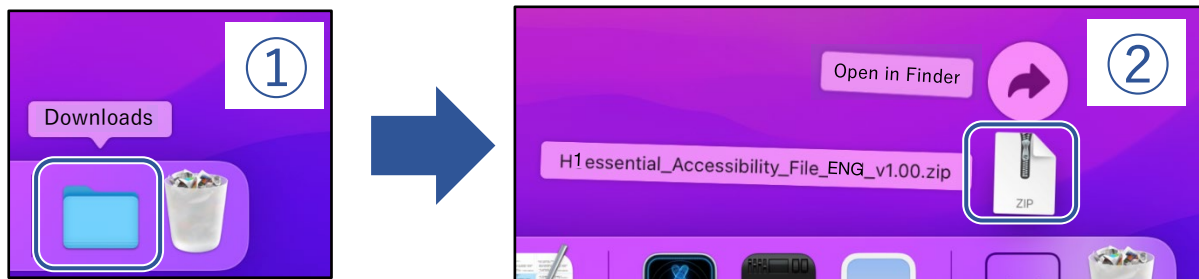 ①
Downloads
②
Open in Finder
H1essential_Accessibility_File_ENG_v1.00.zip
ZIP